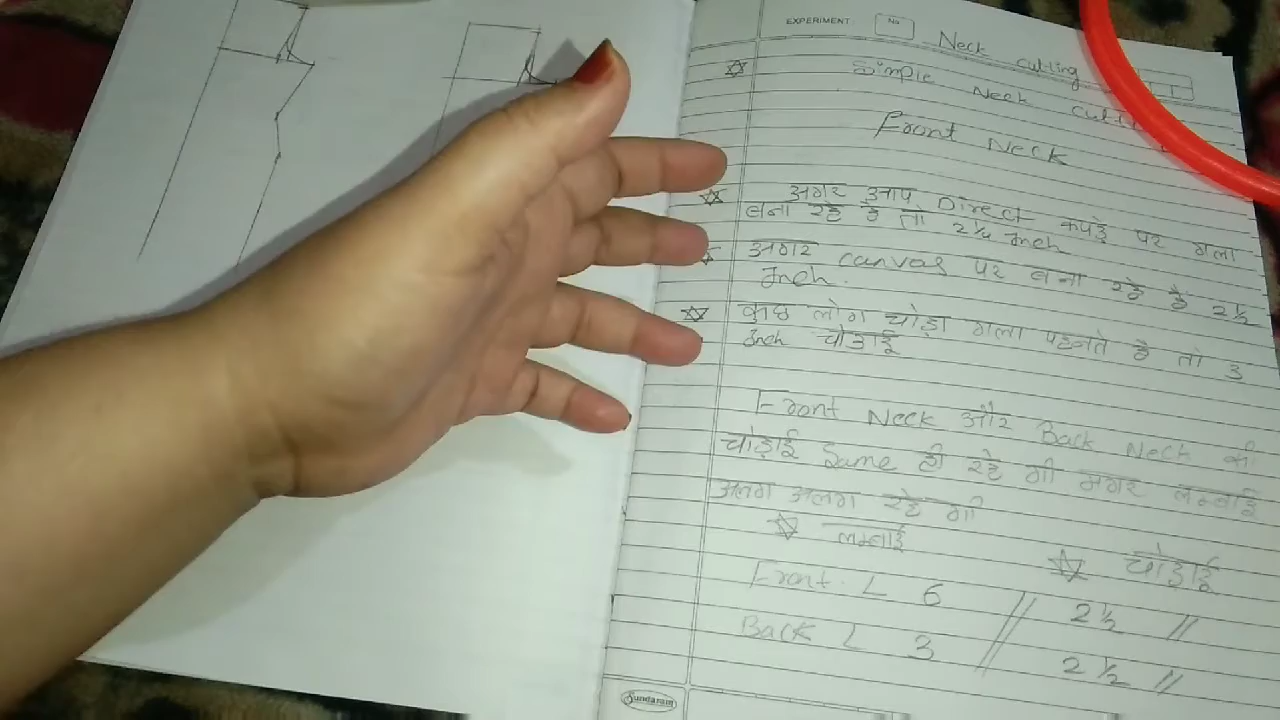 EXPERIMENT No
Neck cutting
Simple Neck cutti
Front Neck
अगर आप Direct कपड़े पर गला
बना रहे है तो 2¼ Inch
अगर canvas पर बना रहे है 2½
Inch.
कुछ लोग चोड़ा गला पहनते है तो 3
Inch चोडाई
Front Neck और Back Neck की
चोड़ाई Same ही रहे गी मगर लम्बाई
अलग अलग रहे गी
लम्बाई चोड़ाई
Front L 6 // 2½ //
Back L 3 // 2½ //
Sundaram